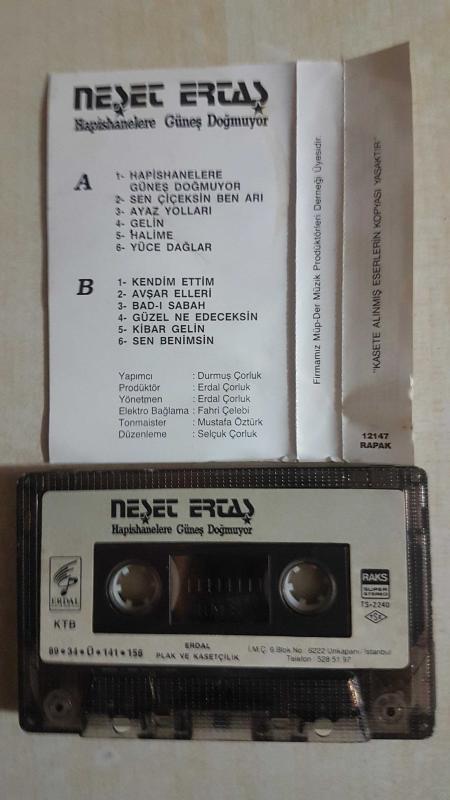 NEŞET ERTAŞ
Hapishanelere Güneş Doğmuyor
A
1- HAPİSHANELERE
GÜNEŞ DOĞMUYOR
2- SEN ÇİÇEKSİN BEN ARI
3- AYAZ YOLLARI
4- GELİN
5- HALİME
6- YÜCE DAĞLAR
B
1- KENDİM ETTİM
2- AVŞAR ELLERİ
3- BAD-I SABAH
4- GÜZEL NE EDECEKSİN
5- KİBAR GELİN
6- SEN BENİMSİN
Yapımcı : Durmuş Çorluk
Prodüktör : Erdal Çorluk
Yönetmen : Erdal Çorluk
Elektro Bağlama : Fahri Çelebi
Tonmaister : Mustafa Öztürk
Düzenleme : Selçuk Çorluk
Firmamız Müp-Der Müzik Prodüktörleri Derneği Üyesidir.
"KASETE ALINMIŞ ESERLERİN KOPYASI YASAKTIR"
12147
RAPAK
NEŞET ERTAŞ
Hapishanelere Güneş Doğmuyor
ERDAL
KTB
RAKS
SUPER
STEREO
TS-2240
TSE
89•34•Ü•141•158
ERDAL
PLAK VE KASETÇİLİK
İ.M.Ç. 6.Blok No : 6222 Unkapanı / İstanbul
Telefon : 528 51 97